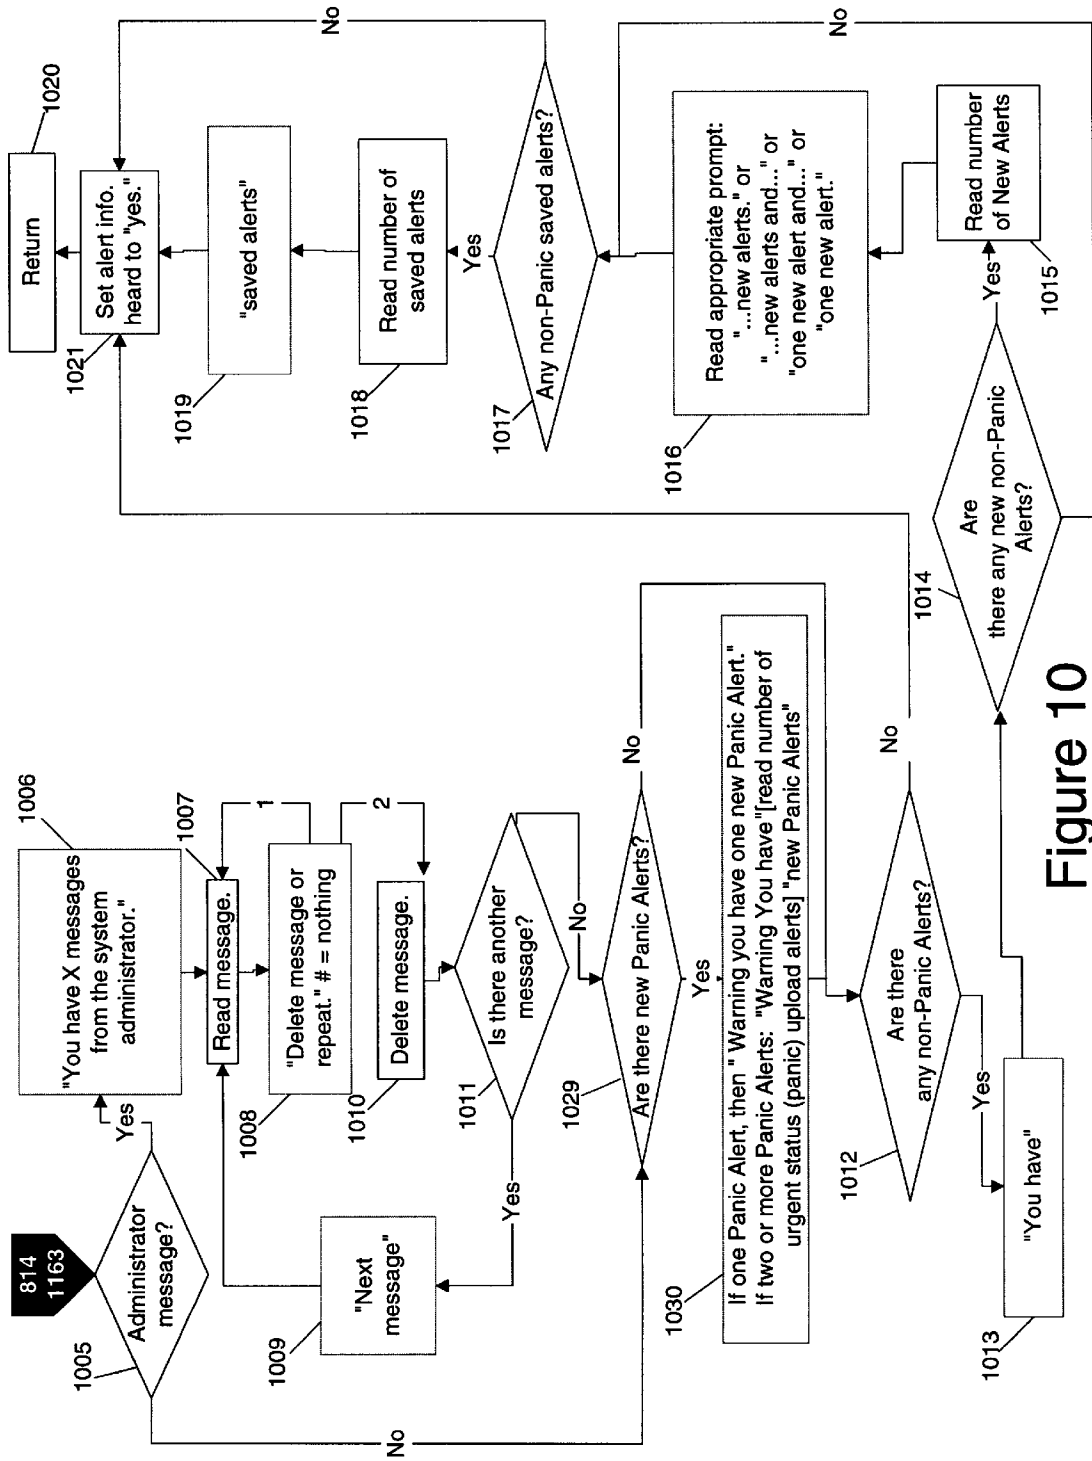 814
1163
Administrator
message?
1005
Yes
No
"You have X messages
from the system
administrator."
1006
Read message.
1007
1
"Delete message or
repeat." # = nothing
1008
2
"Next
message"
1009
Delete message.
1010
Is there another
message?
1011
Yes
No
Are there new Panic Alerts?
1029
No
Yes
If one Panic Alert, then " Warning you have one new Panic Alert."
If two or more Panic Alerts: "Warning You have"[read number of
urgent status (panic) upload alerts] "new Panic Alerts"
1030
Are there
any non-Panic Alerts?
1012
No
Yes
"You have"
1013
Are
there any new non-Panic
Alerts?
1014
Yes
No
Read number
of New Alerts
1015
Read appropriate prompt:
"...new alerts." or
"...new alerts and..." or
"one new alert and..." or
"one new alert."
1016
Any non-Panic saved alerts?
1017
Yes
No
Read number of
saved alerts
1018
"saved alerts"
1019
Set alert info.
heard to "yes."
1021
Return
1020
Figure 10